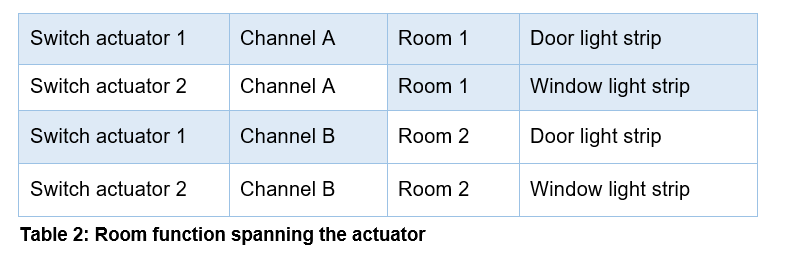 Switch actuator 1 Channel A Room 1 Door light strip
Switch actuator 2 Channel A Room 1 Window light strip
Switch actuator 1 Channel B Room 2 Door light strip
Switch actuator 2 Channel B Room 2 Window light strip
Table 2: Room function spanning the actuator